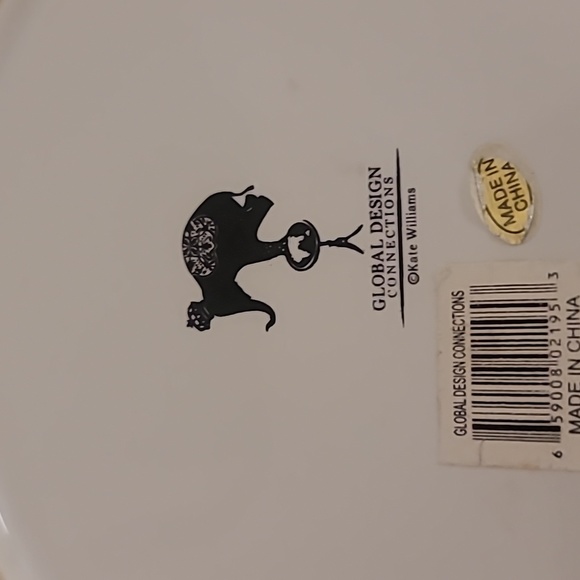 GLOBAL DESIGN
CONNECTIONS
©Kate Williams
MADE IN
CHINA
GLOBAL DESIGN CONNECTIONS
6 59008 02195 3
MADE IN CHINA